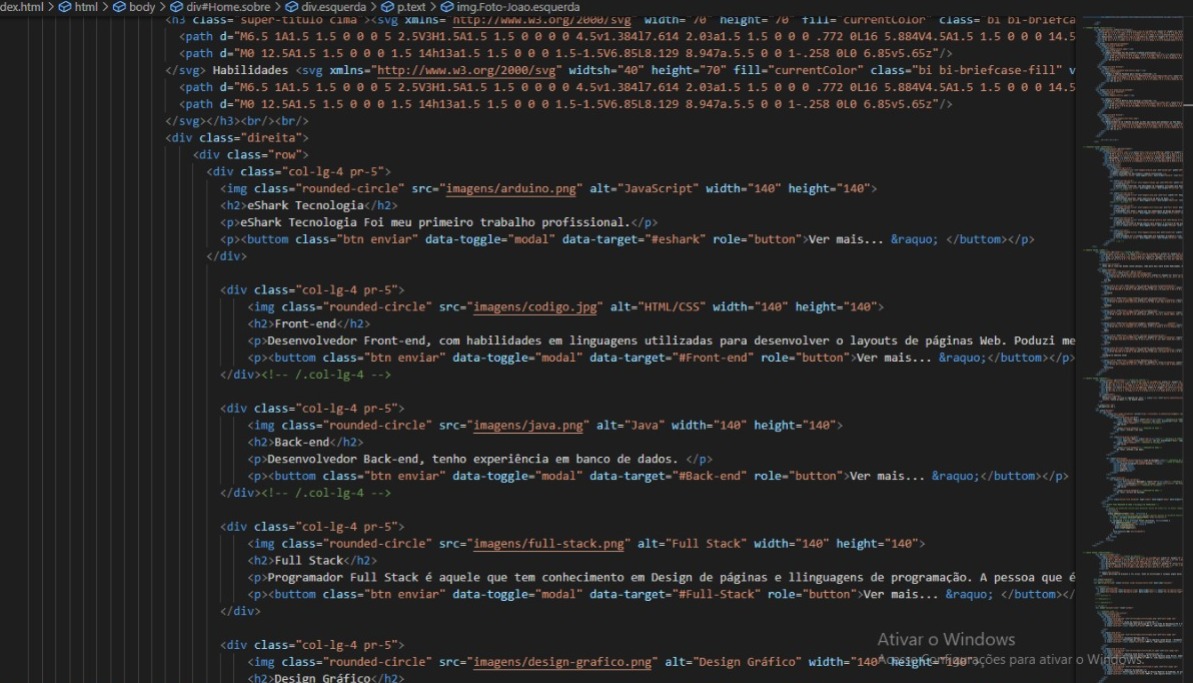 dex.html > html > body > div#Home.sobre > div.esquerda > p.text > img.Foto-Joao.esquerda
<h3 class="super-titulo cima"><svg xmlns="http://www.w3.org/2000/svg" width="70" height="70" fill="currentColor" class="bi bi-briefca
<path d="M6.5 1A1.5 1.5 0 0 0 5 2.5V3H1.5A1.5 1.5 0 0 0 0 4.5v1.384l7.614 2.03a1.5 1.5 0 0 0 .772 0L16 5.884V4.5A1.5 1.5 0 0 0 14.5
<path d="M0 12.5A1.5 1.5 0 0 0 1.5 14h13a1.5 1.5 0 0 0 1.5-1.5V6.85L8.129 8.947a.5.5 0 0 1-.258 0L0 6.85v5.65z"/>
</svg> Habilidades <svg xmlns="http://www.w3.org/2000/svg" widtsh="40" height="70" fill="currentColor" class="bi bi-briefcase-fill" v
<path d="M6.5 1A1.5 1.5 0 0 0 5 2.5V3H1.5A1.5 1.5 0 0 0 0 4.5v1.384l7.614 2.03a1.5 1.5 0 0 0 .772 0L16 5.884V4.5A1.5 1.5 0 0 0 14.5
<path d="M0 12.5A1.5 1.5 0 0 0 1.5 14h13a1.5 1.5 0 0 0 1.5-1.5V6.85L8.129 8.947a.5.5 0 0 1-.258 0L0 6.85v5.65z"/>
</svg></h3><br/><br/>
<div class="direita">
<div class="row">
<div class="col-lg-4 pr-5">
<img class="rounded-circle" src="imagens/arduino.png" alt="JavaScript" width="140" height="140">
<h2>eShark Tecnologia</h2>
<p>eShark Tecnologia Foi meu primeiro trabalho profissional.</p>
<p><buttom class="btn enviar" data-toggle="modal" data-target="#eshark" role="button">Ver mais... &raquo; </buttom></p>
</div>
<div class="col-lg-4 pr-5">
<img class="rounded-circle" src="imagens/codigo.jpg" alt="HTML/CSS" width="140" height="140">
<h2>Front-end</h2>
<p>Desenvolvedor Front-end, com habilidades em linguagens utilizadas para desenvolver o layouts de páginas Web. Poduzi me
<p><buttom class="btn enviar" data-toggle="modal" data-target="#Front-end" role="button">Ver mais... &raquo;</buttom></p>
</div><!-- /.col-lg-4 -->
<div class="col-lg-4 pr-5">
<img class="rounded-circle" src="imagens/java.png" alt="Java" width="140" height="140">
<h2>Back-end</h2>
<p>Desenvolvedor Back-end, tenho experiência em banco de dados. </p>
<p><buttom class="btn enviar" data-toggle="modal" data-target="#Back-end" role="button">Ver mais... &raquo;</buttom></p>
</div><!-- /.col-lg-4 -->
<div class="col-lg-4 pr-5">
<img class="rounded-circle" src="imagens/full-stack.png" alt="Full Stack" width="140" height="140">
<h2>Full Stack</h2>
<p>Programador Full Stack é aquele que tem conhecimento em Design de páginas e llinguagens de programação. A pessoa que é
<p><buttom class="btn enviar" data-toggle="modal" data-target="#Full-Stack" role="button">Ver mais... &raquo; </buttom></
</div>
<div class="col-lg-4 pr-5">
<img class="rounded-circle" src="imagens/design-grafico.png" alt="Design Gráfico" width="140" height="140">
<h2>Design Gráfico</h2>
Ativar o Windows
Acesse Configurações para ativar o Windows.